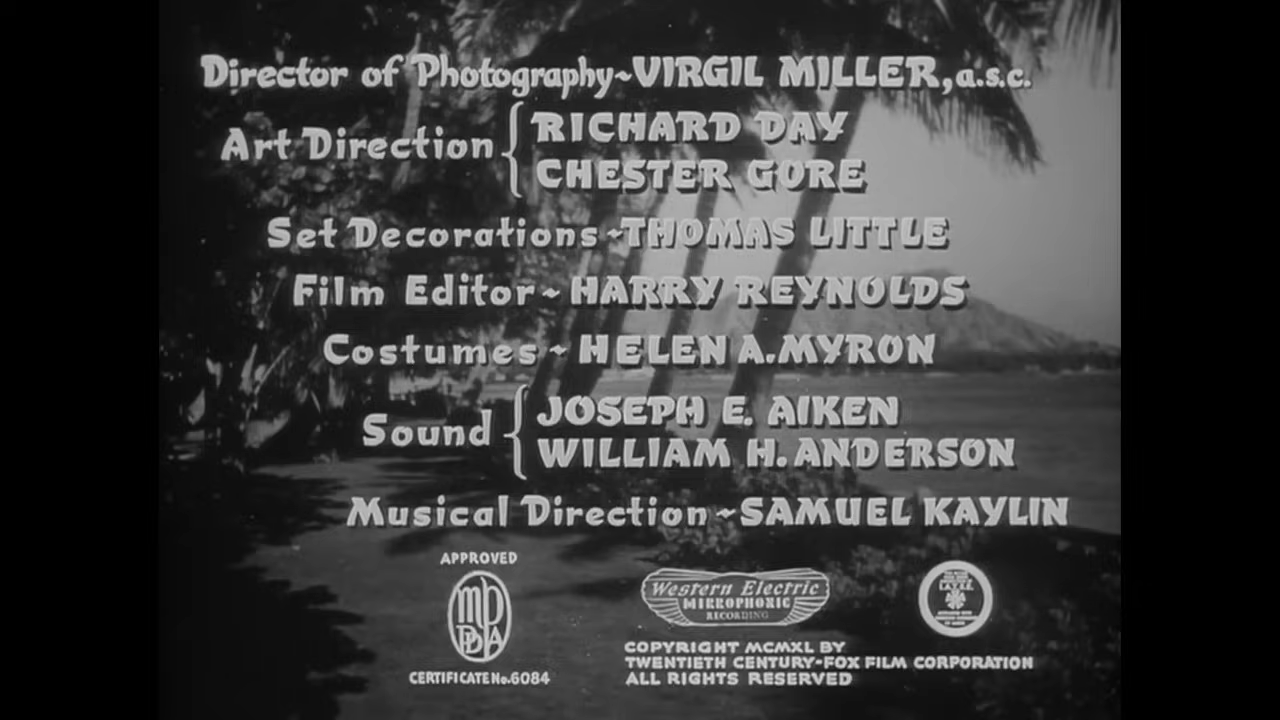 Director of Photography~VIRGIL MILLER, a.s.c.
Art Direction { RICHARD DAY
CHESTER GORE
Set Decorations ~ THOMAS LITTLE
Film Editor ~ HARRY REYNOLDS
Costumes ~ HELEN A. MYRON
Sound { JOSEPH E. AIKEN
WILLIAM H. ANDERSON
Musical Direction ~ SAMUEL KAYLIN
APPROVED
MPPDA
CERTIFICATE No. 6084
Western Electric
MIRROPHONIC
RECORDING
I.A.T.S.E.
COPYRIGHT MCMXL BY
TWENTIETH CENTURY-FOX FILM CORPORATION
ALL RIGHTS RESERVED